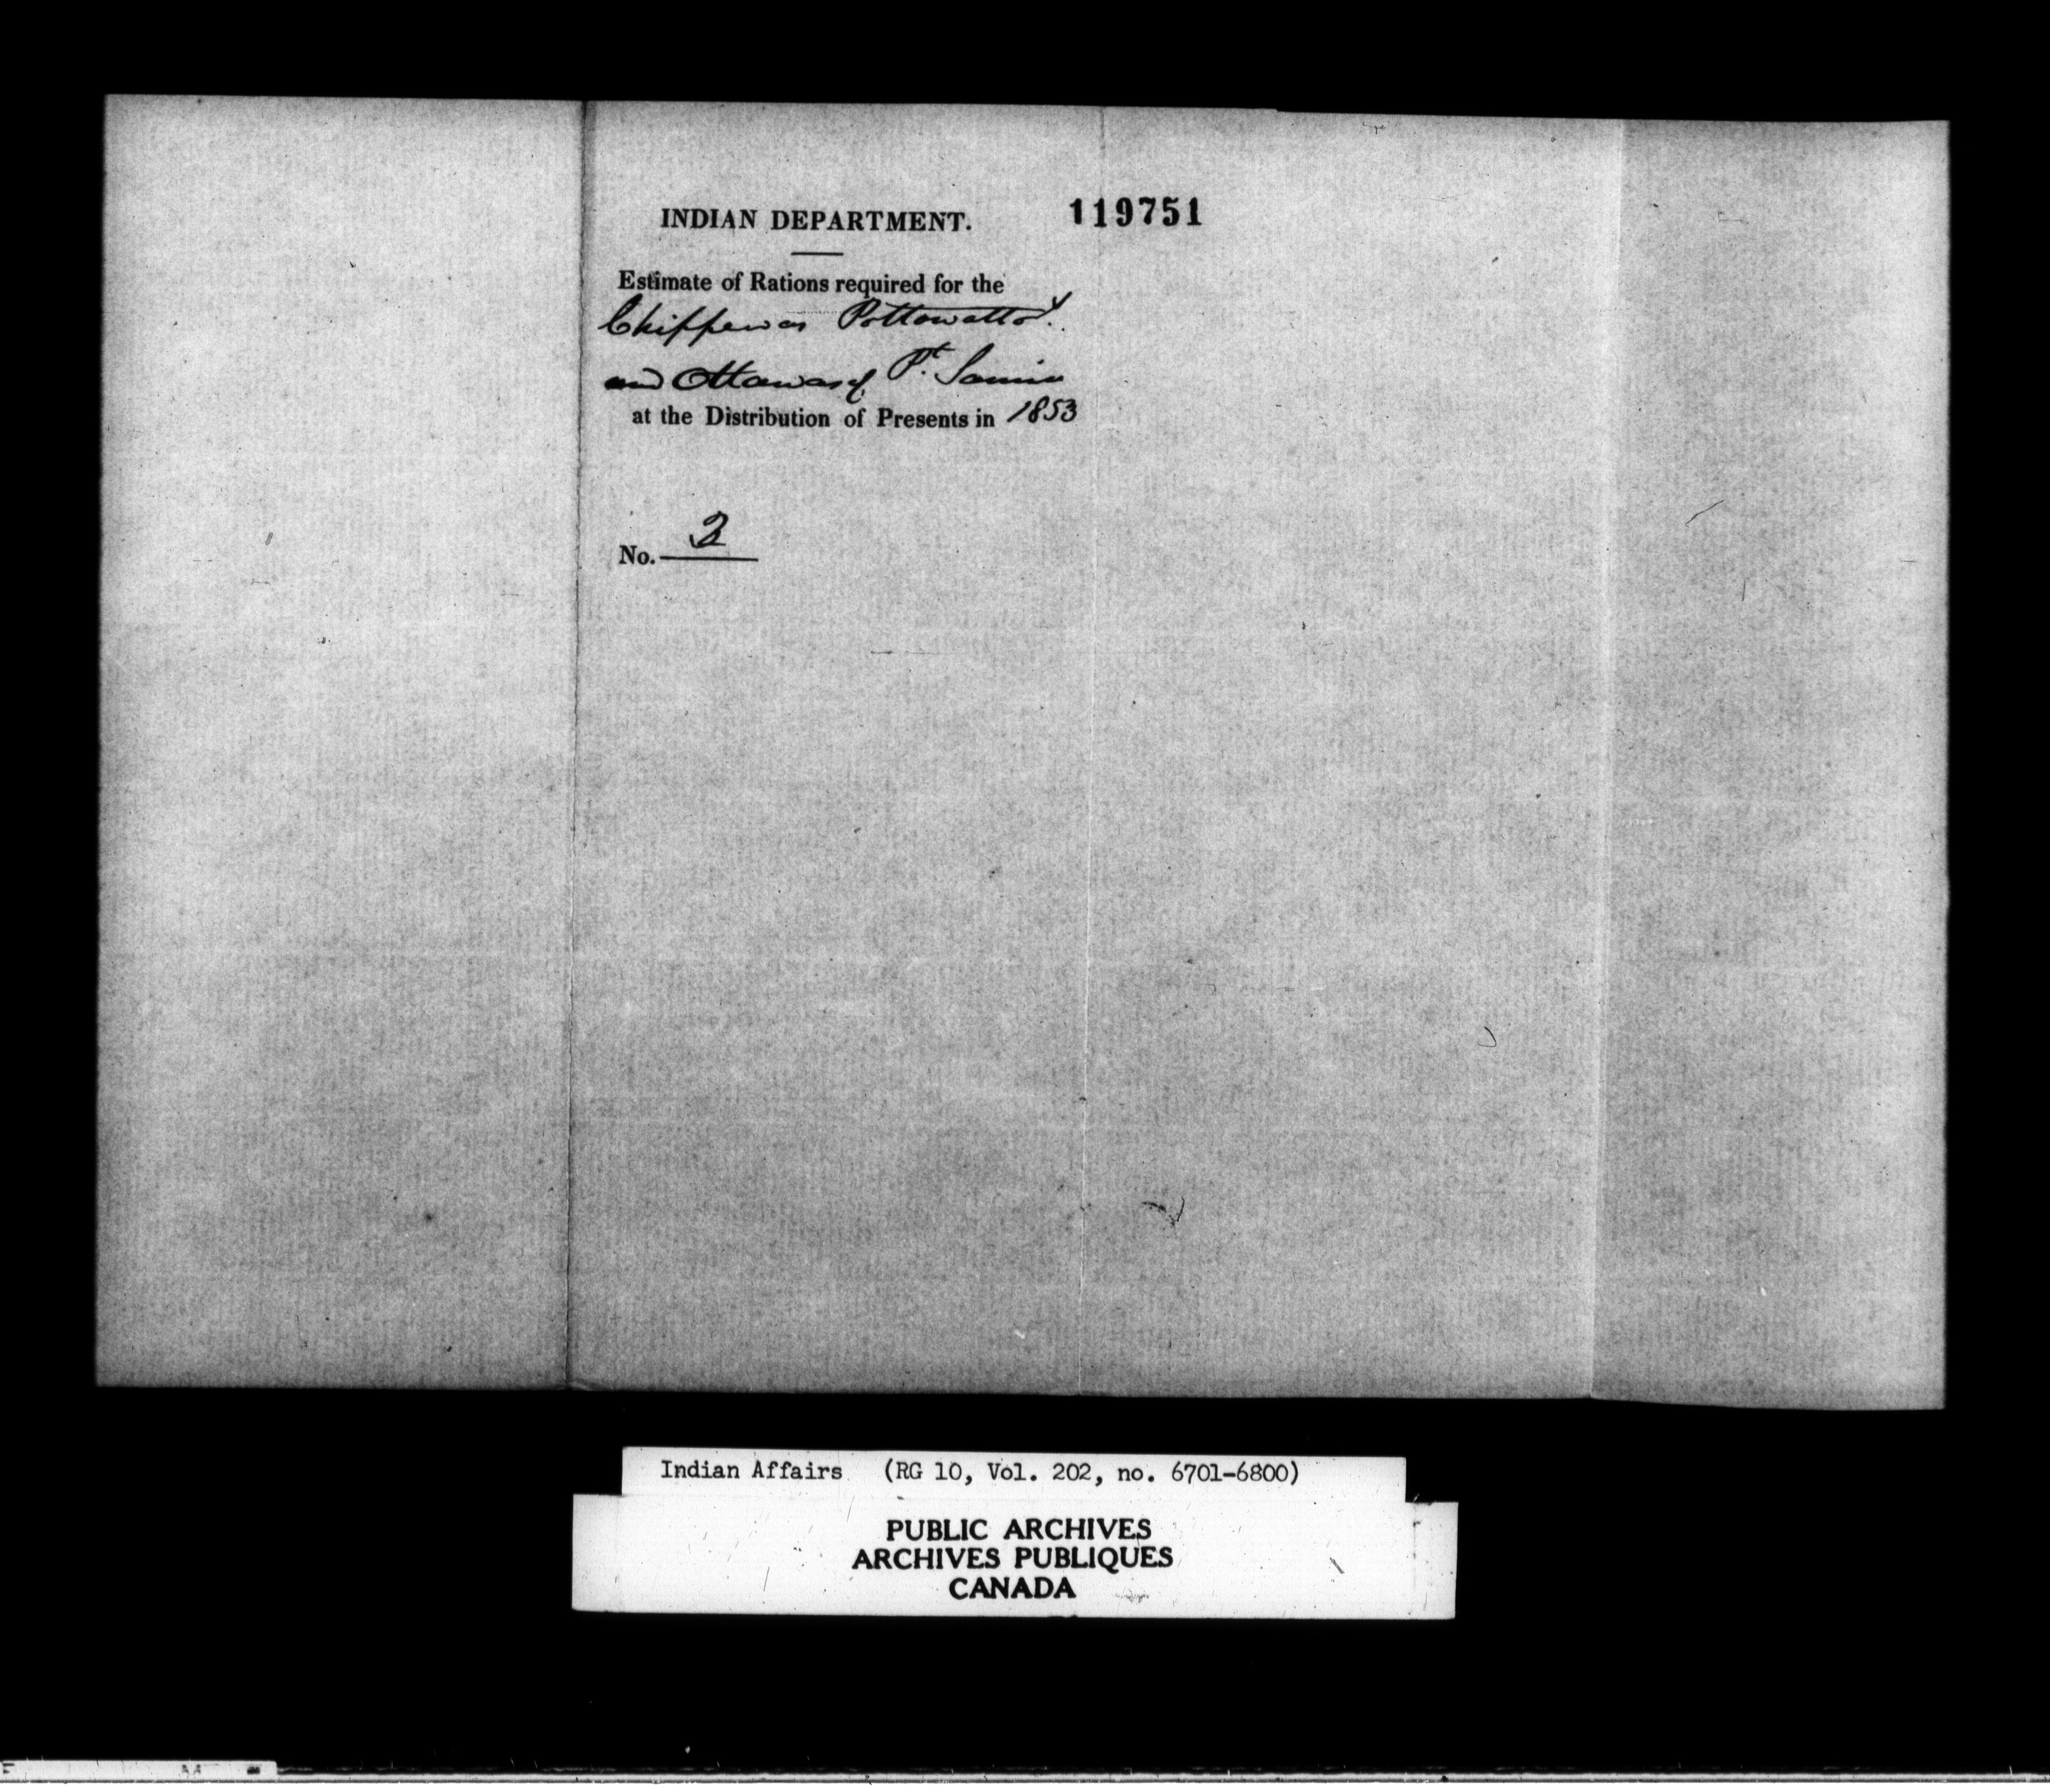 INDIAN DEPARTMENT.
119751
Estimate of Rations required for the
Chippewas Pottowatto.
and Ottawas of Pt. Sarnia
at the Distribution of Presents in 1853
No. 2
Indian Affairs (RG 10, Vol. 202, no. 6701-6800)
PUBLIC ARCHIVES
ARCHIVES PUBLIQUES
CANADA